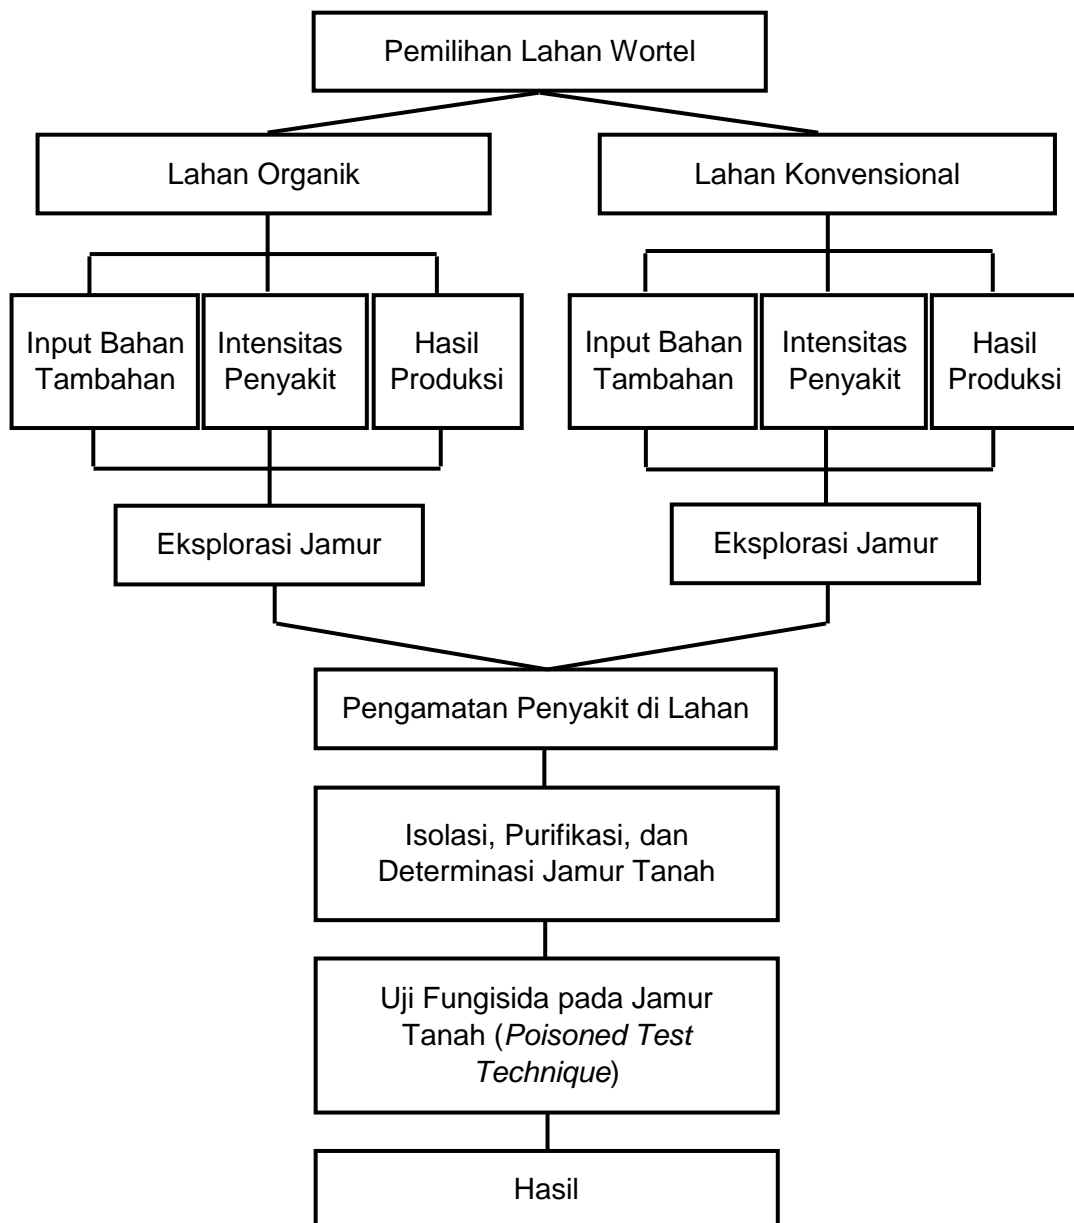 Pemilihan Lahan Wortel
Lahan Organik
Lahan Konvensional
Input Bahan
Tambahan
Intensitas
Penyakit
Hasil
Produksi
Input Bahan
Tambahan
Intensitas
Penyakit
Hasil
Produksi
Eksplorasi Jamur
Eksplorasi Jamur
Pengamatan Penyakit di Lahan
Isolasi, Purifikasi, dan
Determinasi Jamur Tanah
Uji Fungisida pada Jamur
Tanah (Poisoned Test
Technique)
Hasil